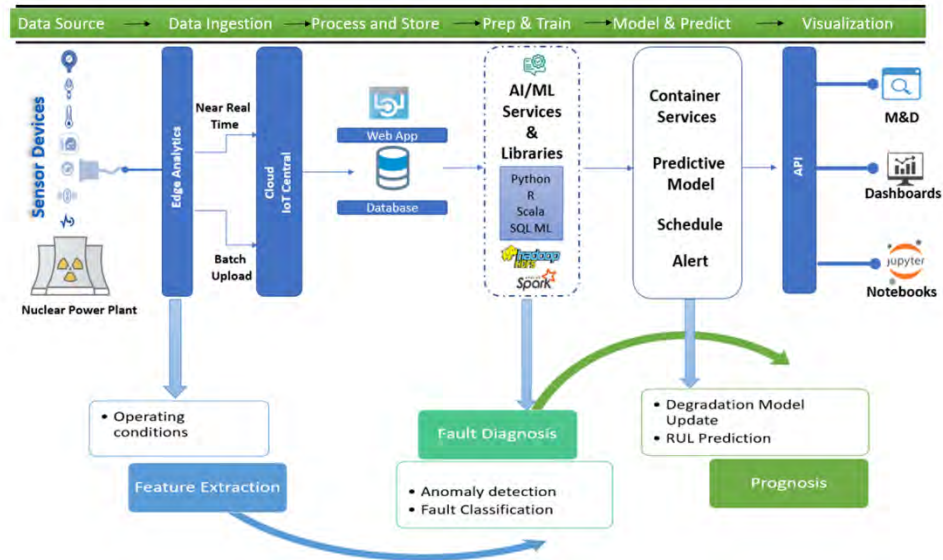 Data Source
Data Ingestion
Process and Store
Prep & Train
Model & Predict
Visualization
Sensor Devices
Nuclear Power Plant
Edge Analytics
Near Real
Time
Batch
Upload
Cloud
IoT Central
Web App
Database
AI/ML
Services
&
Libraries
Python
R
Scala
SQL ML
hadoop
HDFS
Spark
Container
Services
Predictive
Model
Schedule
Alert
API
M&D
Dashboards
jupyter
Notebooks
• Operating
conditions
Feature Extraction
Fault Diagnosis
• Anomaly detection
• Fault Classification
• Degradation Model
Update
• RUL Prediction
Prognosis